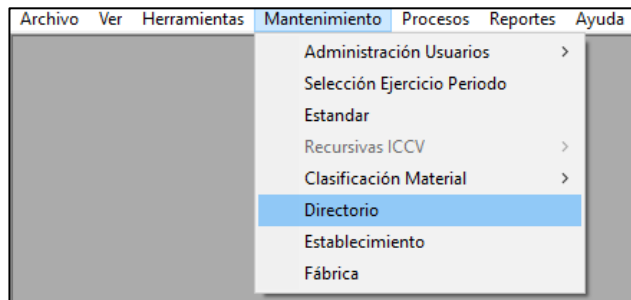 Archivo Ver Herramientas Mantenimiento Procesos Reportes Ayuda
Administración Usuarios >
Selección Ejercicio Periodo
Estandar
Recursivas ICCV >
Clasificación Material >
Directorio
Establecimiento
Fábrica